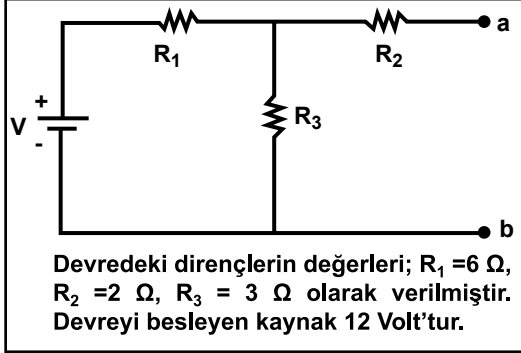 R₁
R₂
a
+
V
-
R₃
b
Devredeki dirençlerin değerleri; R₁ =6 Ω,
R₂ =2 Ω, R₃ = 3 Ω olarak verilmiştir.
Devreyi besleyen kaynak 12 Volt'tur.